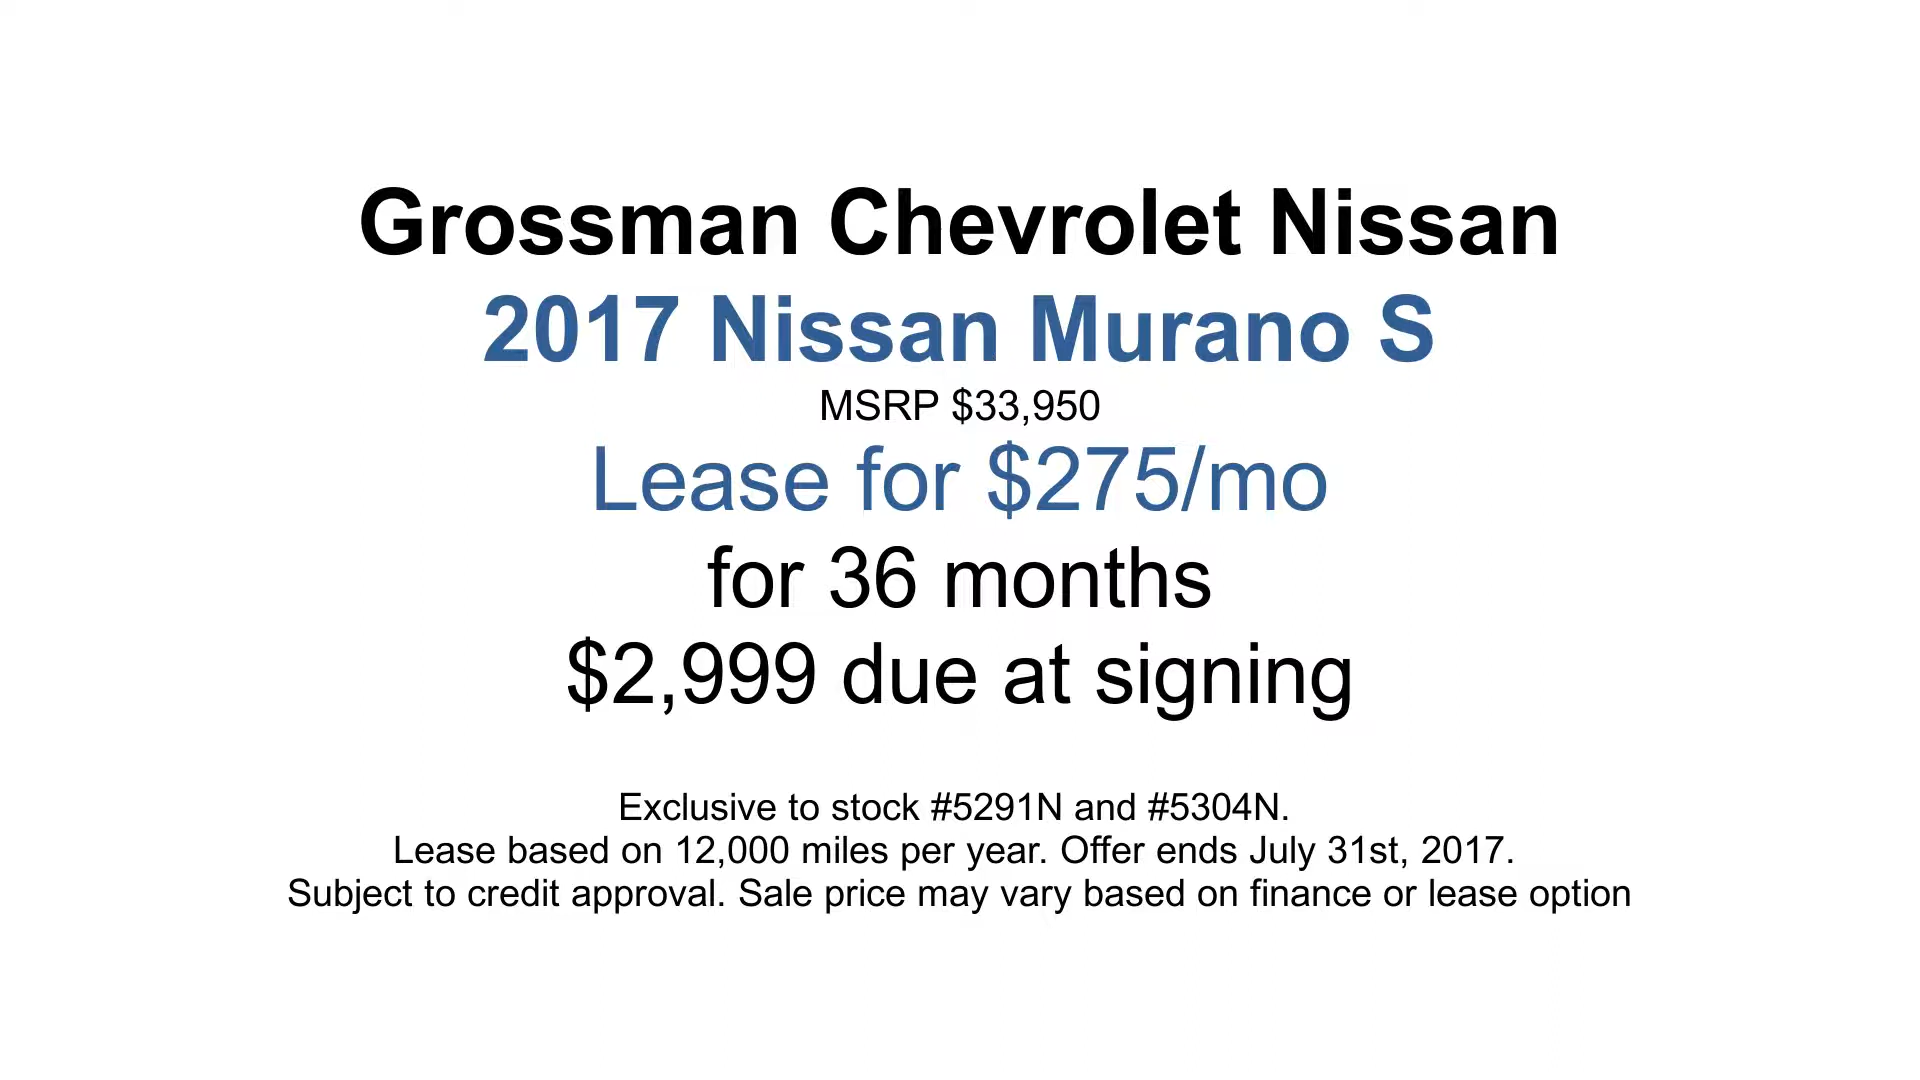 Grossman Chevrolet Nissan
2017 Nissan Murano S
MSRP $33,950
Lease for $275/mo
for 36 months
$2,999 due at signing
Exclusive to stock #5291N and #5304N.
Lease based on 12,000 miles per year. Offer ends July 31st, 2017.
Subject to credit approval. Sale price may vary based on finance or lease option